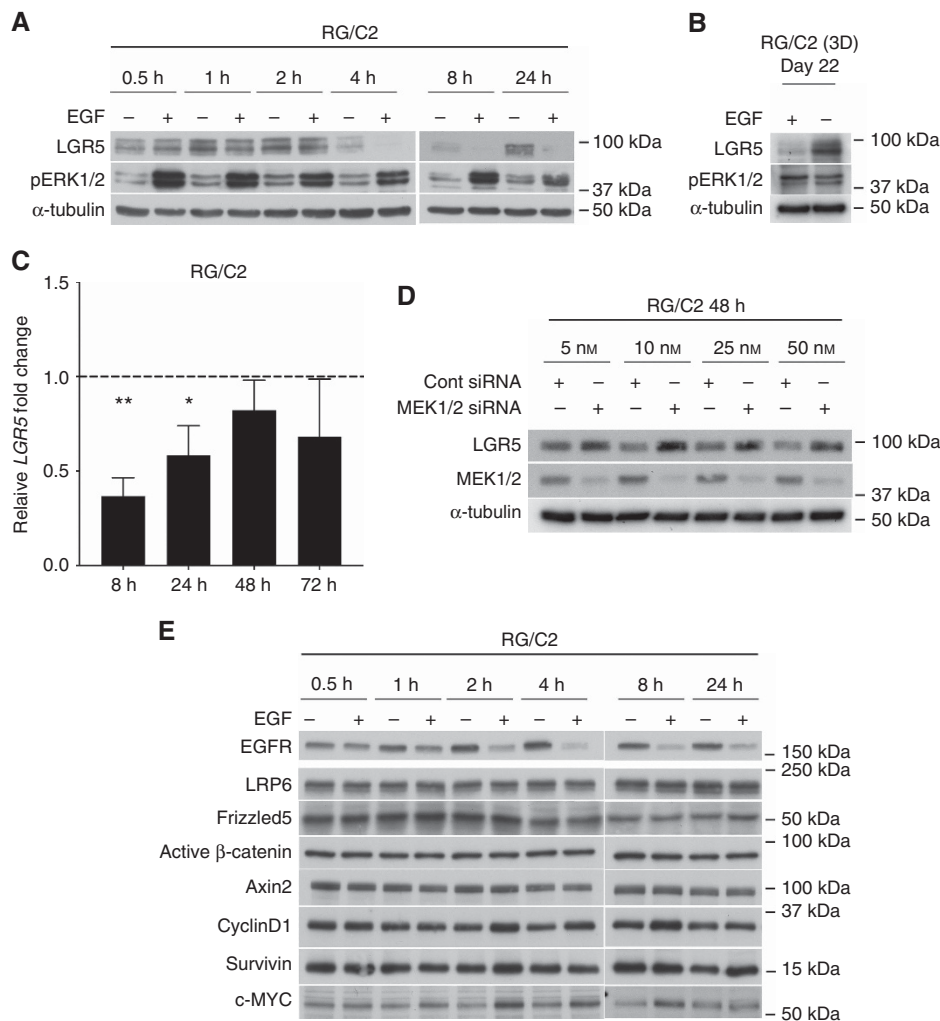 A
RG/C2
0.5 h 1 h 2 h 4 h 8 h 24 h
EGF – + – + – + – + – + – +
LGR5 – 100 kDa
pERK1/2 – 37 kDa
α-tubulin – 50 kDa
B
RG/C2 (3D)
Day 22
EGF + –
LGR5 – 100 kDa
pERK1/2 – 37 kDa
α-tubulin – 50 kDa
C
RG/C2
Relaive LGR5 fold change
1.5
1.0
0.5
0.0
** *
8 h 24 h 48 h 72 h
D
RG/C2 48 h
5 nM 10 nM 25 nM 50 nM
Cont siRNA + – + – + – + –
MEK1/2 siRNA – + – + – + – +
LGR5 – 100 kDa
MEK1/2 – 37 kDa
α-tubulin – 50 kDa
E
RG/C2
0.5 h 1 h 2 h 4 h 8 h 24 h
EGF – + – + – + – + – + – +
EGFR – 150 kDa
– 250 kDa
LRP6
Frizzled5 – 50 kDa
Active β-catenin – 100 kDa
Axin2 – 100 kDa
– 37 kDa
CyclinD1
Survivin – 15 kDa
c-MYC – 50 kDa